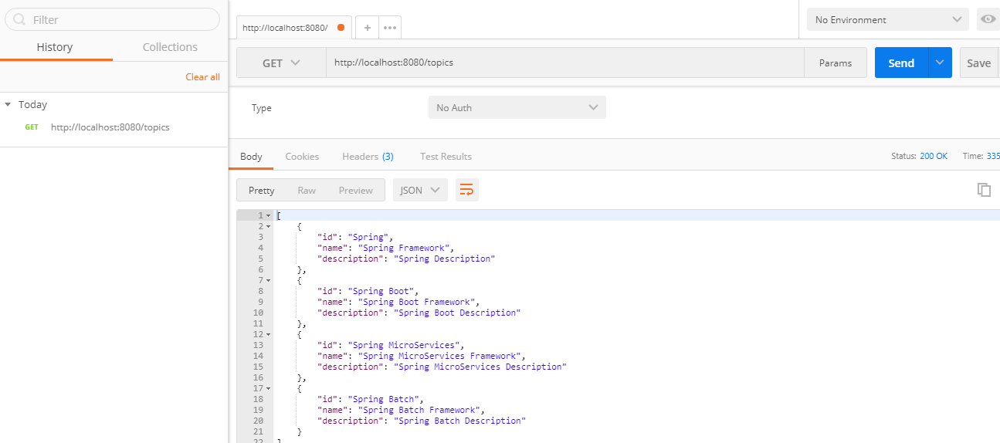 Filter
History Collections
Clear all
Today
GET http://localhost:8080/topics
http://localhost:8080/ + •••
No Environment
GET http://localhost:8080/topics Params Send Save
Type No Auth
Body Cookies Headers (3) Test Results Status: 200 OK Time: 335
Pretty Raw Preview JSON
1 [
2 {
3 "id": "Spring",
4 "name": "Spring Framework",
5 "description": "Spring Description"
6 },
7 {
8 "id": "Spring Boot",
9 "name": "Spring Boot Framework",
10 "description": "Spring Boot Description"
11 },
12 {
13 "id": "Spring MicroServices",
14 "name": "Spring MicroServices Framework",
15 "description": "Spring MicroServices Description"
16 },
17 {
18 "id": "Spring Batch",
19 "name": "Spring Batch Framework",
20 "description": "Spring Batch Description"
21 }
22 ]